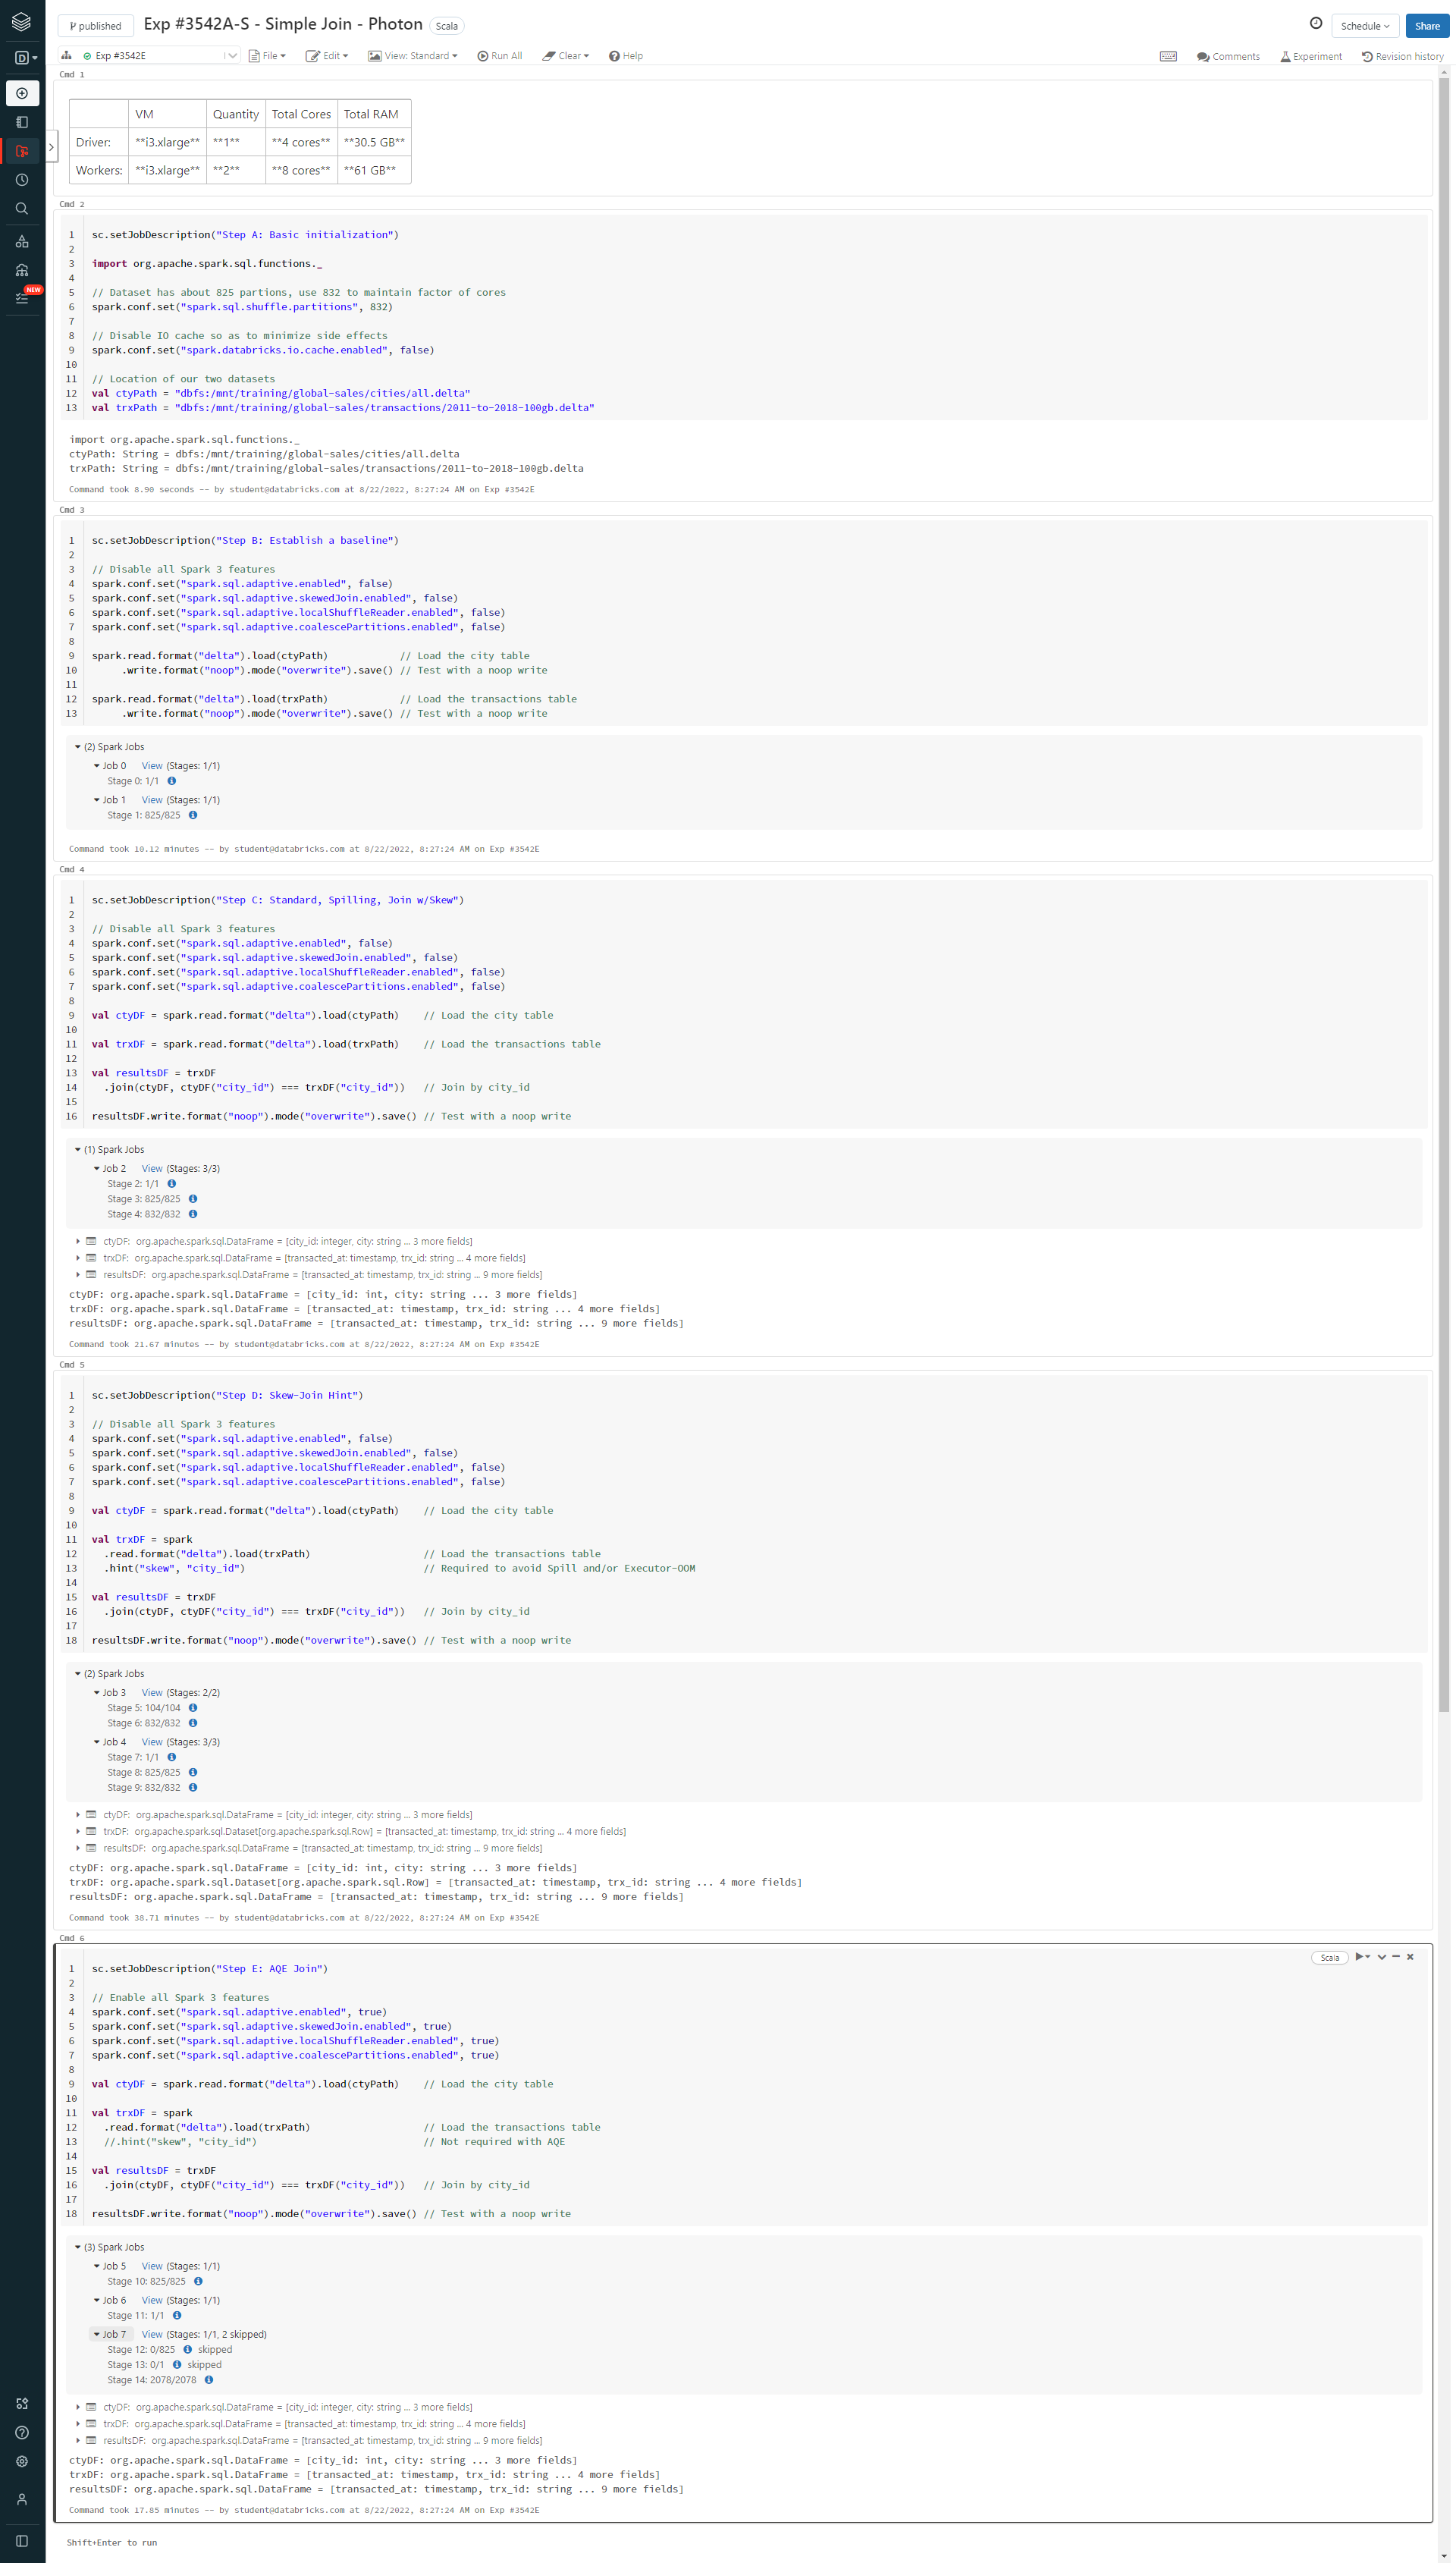 published
Exp #3542A-S - Simple Join - Photon
Scala
Schedule
Share
D
Exp #3542E
File
Edit
View: Standard
Run All
Clear
Help
Comments
Experiment
Revision history
NEW
Cmd 1
VM Quantity Total Cores Total RAM
Driver: **i3.xlarge** **1** **4 cores** **30.5 GB**
Workers: **i3.xlarge** **2** **8 cores** **61 GB**
Cmd 2
1 sc.setJobDescription("Step A: Basic initialization")
2
3 import org.apache.spark.sql.functions._
4
5 // Dataset has about 825 partions, use 832 to maintain factor of cores
6 spark.conf.set("spark.sql.shuffle.partitions", 832)
7
8 // Disable IO cache so as to minimize side effects
9 spark.conf.set("spark.databricks.io.cache.enabled", false)
10
11 // Location of our two datasets
12 val ctyPath = "dbfs:/mnt/training/global-sales/cities/all.delta"
13 val trxPath = "dbfs:/mnt/training/global-sales/transactions/2011-to-2018-100gb.delta"
import org.apache.spark.sql.functions._
ctyPath: String = dbfs:/mnt/training/global-sales/cities/all.delta
trxPath: String = dbfs:/mnt/training/global-sales/transactions/2011-to-2018-100gb.delta
Command took 8.90 seconds -- by student@databricks.com at 8/22/2022, 8:27:24 AM on Exp #3542E
Cmd 3
1 sc.setJobDescription("Step B: Establish a baseline")
2
3 // Disable all Spark 3 features
4 spark.conf.set("spark.sql.adaptive.enabled", false)
5 spark.conf.set("spark.sql.adaptive.skewedJoin.enabled", false)
6 spark.conf.set("spark.sql.adaptive.localShuffleReader.enabled", false)
7 spark.conf.set("spark.sql.adaptive.coalescePartitions.enabled", false)
8
9 spark.read.format("delta").load(ctyPath) // Load the city table
10 .write.format("noop").mode("overwrite").save() // Test with a noop write
11
12 spark.read.format("delta").load(trxPath) // Load the transactions table
13 .write.format("noop").mode("overwrite").save() // Test with a noop write
(2) Spark Jobs
Job 0 View (Stages: 1/1)
Stage 0: 1/1
Job 1 View (Stages: 1/1)
Stage 1: 825/825
Command took 10.12 minutes -- by student@databricks.com at 8/22/2022, 8:27:24 AM on Exp #3542E
Cmd 4
1 sc.setJobDescription("Step C: Standard, Spilling, Join w/Skew")
2
3 // Disable all Spark 3 features
4 spark.conf.set("spark.sql.adaptive.enabled", false)
5 spark.conf.set("spark.sql.adaptive.skewedJoin.enabled", false)
6 spark.conf.set("spark.sql.adaptive.localShuffleReader.enabled", false)
7 spark.conf.set("spark.sql.adaptive.coalescePartitions.enabled", false)
8
9 val ctyDF = spark.read.format("delta").load(ctyPath) // Load the city table
10
11 val trxDF = spark.read.format("delta").load(trxPath) // Load the transactions table
12
13 val resultsDF = trxDF
14 .join(ctyDF, ctyDF("city_id") === trxDF("city_id")) // Join by city_id
15
16 resultsDF.write.format("noop").mode("overwrite").save() // Test with a noop write
(1) Spark Jobs
Job 2 View (Stages: 3/3)
Stage 2: 1/1
Stage 3: 825/825
Stage 4: 832/832
ctyDF: org.apache.spark.sql.DataFrame = [city_id: integer, city: string ... 3 more fields]
trxDF: org.apache.spark.sql.DataFrame = [transacted_at: timestamp, trx_id: string ... 4 more fields]
resultsDF: org.apache.spark.sql.DataFrame = [transacted_at: timestamp, trx_id: string ... 9 more fields]
ctyDF: org.apache.spark.sql.DataFrame = [city_id: int, city: string ... 3 more fields]
trxDF: org.apache.spark.sql.DataFrame = [transacted_at: timestamp, trx_id: string ... 4 more fields]
resultsDF: org.apache.spark.sql.DataFrame = [transacted_at: timestamp, trx_id: string ... 9 more fields]
Command took 21.67 minutes -- by student@databricks.com at 8/22/2022, 8:27:24 AM on Exp #3542E
Cmd 5
1 sc.setJobDescription("Step D: Skew-Join Hint")
2
3 // Disable all Spark 3 features
4 spark.conf.set("spark.sql.adaptive.enabled", false)
5 spark.conf.set("spark.sql.adaptive.skewedJoin.enabled", false)
6 spark.conf.set("spark.sql.adaptive.localShuffleReader.enabled", false)
7 spark.conf.set("spark.sql.adaptive.coalescePartitions.enabled", false)
8
9 val ctyDF = spark.read.format("delta").load(ctyPath) // Load the city table
10
11 val trxDF = spark
12 .read.format("delta").load(trxPath) // Load the transactions table
13 .hint("skew", "city_id") // Required to avoid Spill and/or Executor-OOM
14
15 val resultsDF = trxDF
16 .join(ctyDF, ctyDF("city_id") === trxDF("city_id")) // Join by city_id
17
18 resultsDF.write.format("noop").mode("overwrite").save() // Test with a noop write
(2) Spark Jobs
Job 3 View (Stages: 2/2)
Stage 5: 104/104
Stage 6: 832/832
Job 4 View (Stages: 3/3)
Stage 7: 1/1
Stage 8: 825/825
Stage 9: 832/832
ctyDF: org.apache.spark.sql.DataFrame = [city_id: integer, city: string ... 3 more fields]
trxDF: org.apache.spark.sql.Dataset[org.apache.spark.sql.Row] = [transacted_at: timestamp, trx_id: string ... 4 more fields]
resultsDF: org.apache.spark.sql.DataFrame = [transacted_at: timestamp, trx_id: string ... 9 more fields]
ctyDF: org.apache.spark.sql.DataFrame = [city_id: int, city: string ... 3 more fields]
trxDF: org.apache.spark.sql.Dataset[org.apache.spark.sql.Row] = [transacted_at: timestamp, trx_id: string ... 4 more fields]
resultsDF: org.apache.spark.sql.DataFrame = [transacted_at: timestamp, trx_id: string ... 9 more fields]
Command took 38.71 minutes -- by student@databricks.com at 8/22/2022, 8:27:24 AM on Exp #3542E
Cmd 6
Scala
1 sc.setJobDescription("Step E: AQE Join")
2
3 // Enable all Spark 3 features
4 spark.conf.set("spark.sql.adaptive.enabled", true)
5 spark.conf.set("spark.sql.adaptive.skewedJoin.enabled", true)
6 spark.conf.set("spark.sql.adaptive.localShuffleReader.enabled", true)
7 spark.conf.set("spark.sql.adaptive.coalescePartitions.enabled", true)
8
9 val ctyDF = spark.read.format("delta").load(ctyPath) // Load the city table
10
11 val trxDF = spark
12 .read.format("delta").load(trxPath) // Load the transactions table
13 //.hint("skew", "city_id") // Not required with AQE
14
15 val resultsDF = trxDF
16 .join(ctyDF, ctyDF("city_id") === trxDF("city_id")) // Join by city_id
17
18 resultsDF.write.format("noop").mode("overwrite").save() // Test with a noop write
(3) Spark Jobs
Job 5 View (Stages: 1/1)
Stage 10: 825/825
Job 6 View (Stages: 1/1)
Stage 11: 1/1
Job 7 View (Stages: 1/1, 2 skipped)
Stage 12: 0/825 skipped
Stage 13: 0/1 skipped
Stage 14: 2078/2078
ctyDF: org.apache.spark.sql.DataFrame = [city_id: integer, city: string ... 3 more fields]
trxDF: org.apache.spark.sql.DataFrame = [transacted_at: timestamp, trx_id: string ... 4 more fields]
resultsDF: org.apache.spark.sql.DataFrame = [transacted_at: timestamp, trx_id: string ... 9 more fields]
ctyDF: org.apache.spark.sql.DataFrame = [city_id: int, city: string ... 3 more fields]
trxDF: org.apache.spark.sql.DataFrame = [transacted_at: timestamp, trx_id: string ... 4 more fields]
resultsDF: org.apache.spark.sql.DataFrame = [transacted_at: timestamp, trx_id: string ... 9 more fields]
Command took 17.85 minutes -- by student@databricks.com at 8/22/2022, 8:27:24 AM on Exp #3542E
Shift+Enter to run